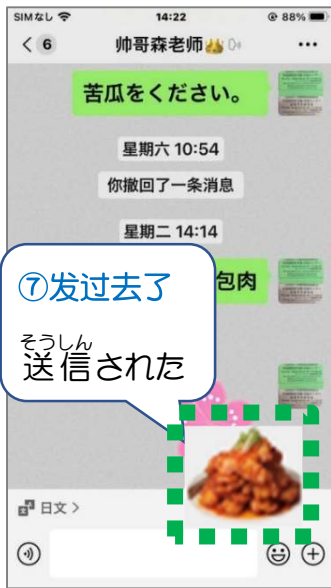 SIMなし 14:22 88%
6 帅哥森老师
苦瓜をください。
星期六 10:54
你撤回了一条消息
星期二 14:14
包肉
⑦发过去了
そうしん
送信された
日文